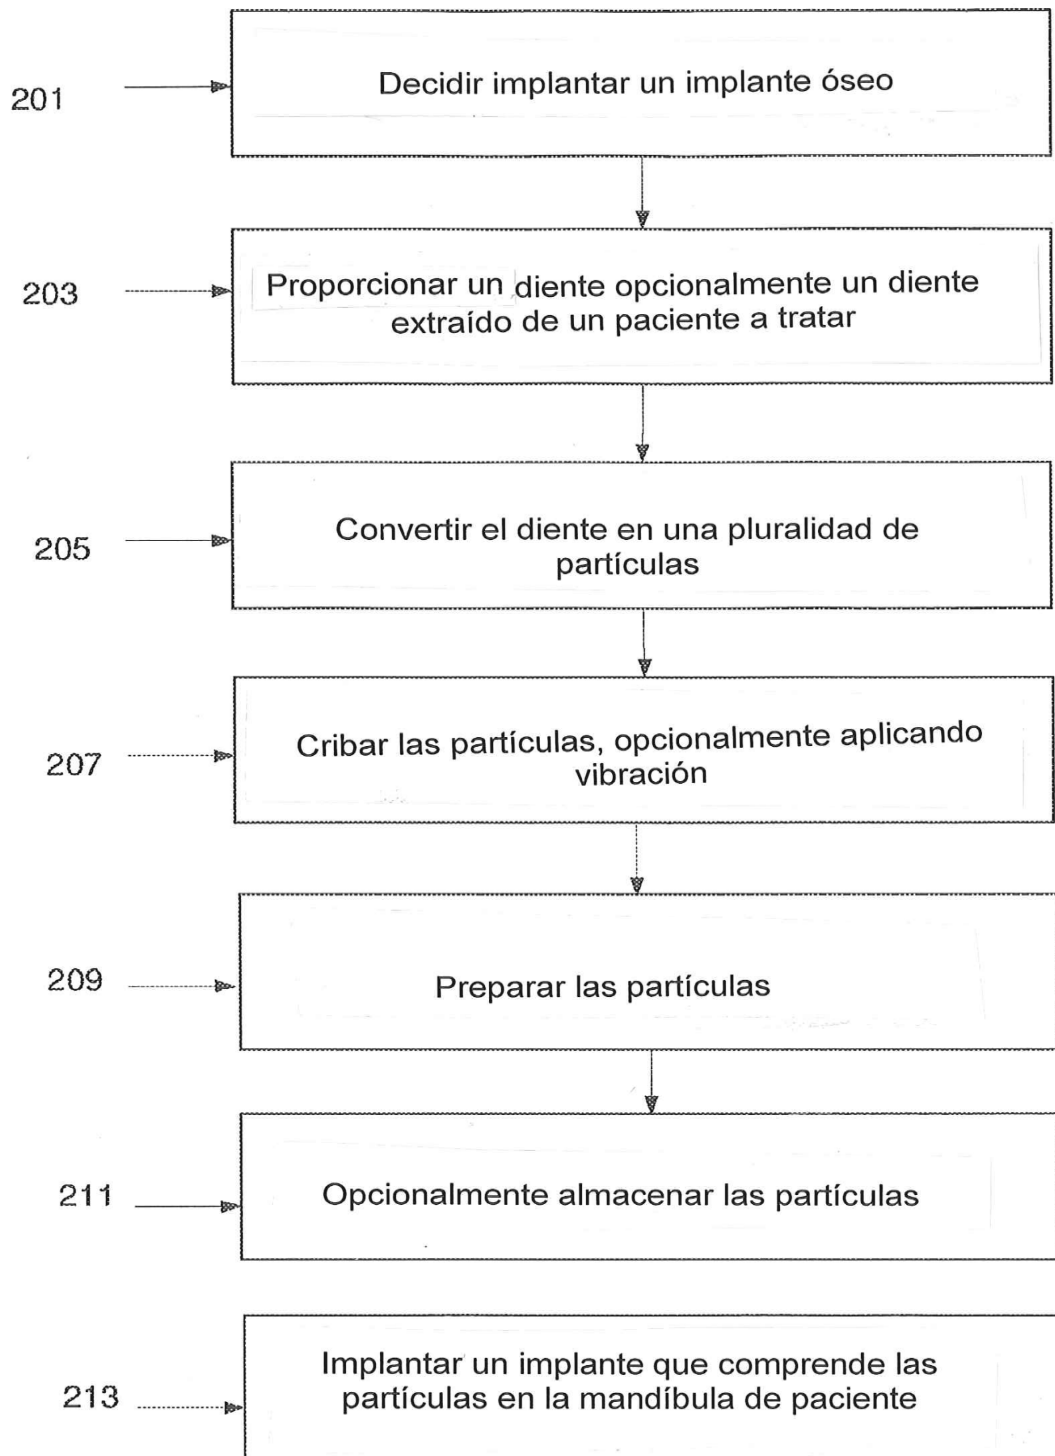 201
Decidir implantar un implante óseo
203
Proporcionar un diente opcionalmente un diente
extraído de un paciente a tratar
205
Convertir el diente en una pluralidad de
partículas
207
Cribar las partículas, opcionalmente aplicando
vibración
209
Preparar las partículas
211
Opcionalmente almacenar las partículas
213
Implantar un implante que comprende las
partículas en la mandíbula de paciente